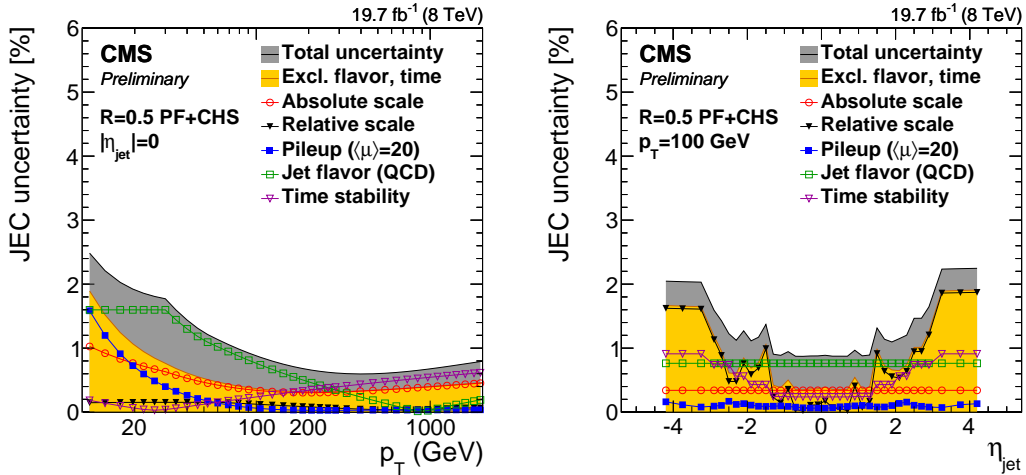 19.7 fb⁻¹ (8 TeV)
JEC uncertainty [%]
6
5
4
3
2
1
0
CMS
Preliminary
R=0.5 PF+CHS
|η_jet|=0
Total uncertainty
Excl. flavor, time
Absolute scale
Relative scale
Pileup (⟨μ⟩=20)
Jet flavor (QCD)
Time stability
20 100 200 1000
p_T (GeV)
19.7 fb⁻¹ (8 TeV)
JEC uncertainty [%]
6
5
4
3
2
1
0
CMS
Preliminary
R=0.5 PF+CHS
p_T=100 GeV
Total uncertainty
Excl. flavor, time
Absolute scale
Relative scale
Pileup (⟨μ⟩=20)
Jet flavor (QCD)
Time stability
-4 -2 0 2 4
η_jet